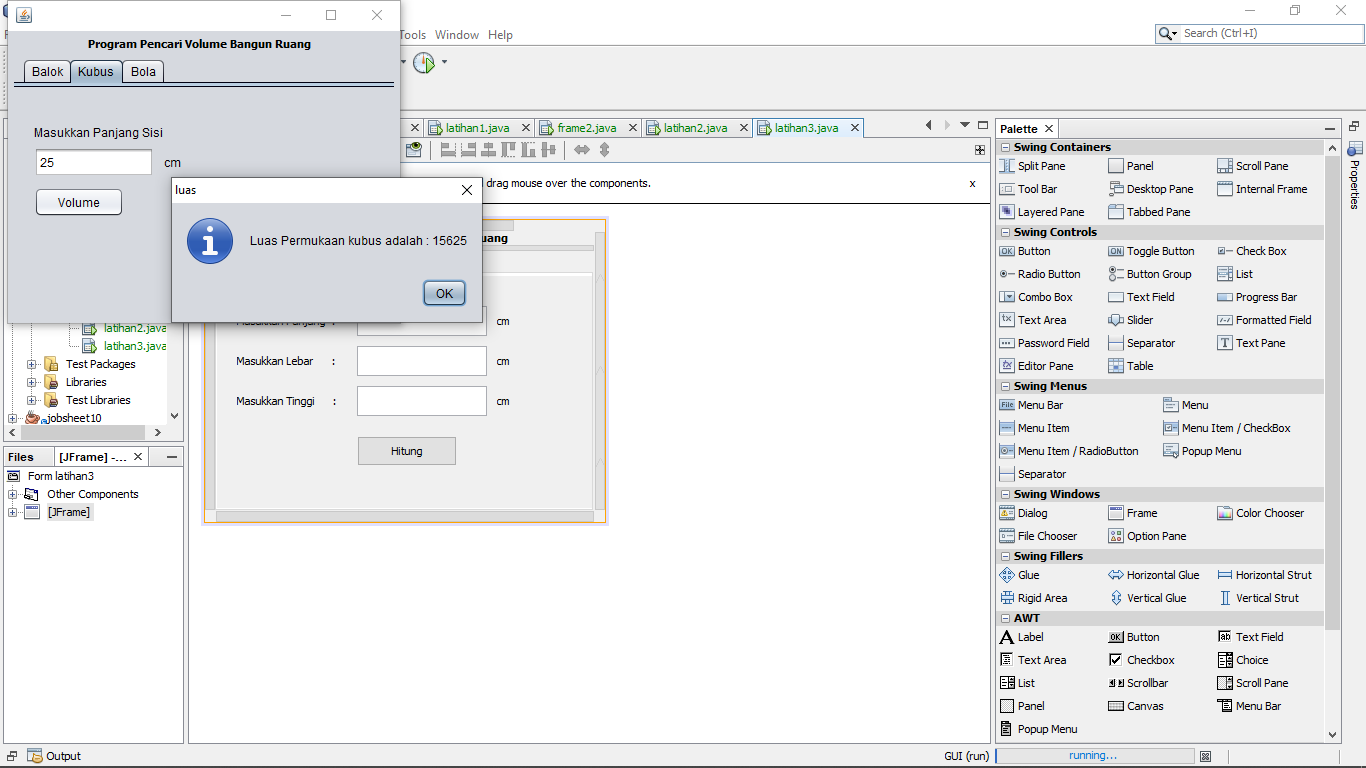 Program Pencari Volume Bangun Ruang
Balok Kubus Bola
Masukkan Panjang Sisi
25 cm
Volume
luas
Luas Permukaan kubus adalah : 15625
OK
Tools Window Help
Search (Ctrl+I)
latihan1.java frame2.java latihan2.java latihan3.java
drag mouse over the components. x
uang
cm
Masukkan Lebar : cm
Masukkan Tinggi : cm
Hitung
latihan2.java
latihan3.java
Test Packages
Libraries
Test Libraries
jobsheet10
Files [JFrame] -...
Form latihan3
Other Components
[JFrame]
Palette
Swing Containers
Split Pane Panel Scroll Pane
Tool Bar Desktop Pane Internal Frame
Layered Pane Tabbed Pane
Swing Controls
OK Button ON Toggle Button Check Box
Radio Button Button Group List
Combo Box Text Field Progress Bar
Text Area Slider Formatted Field
Password Field Separator Text Pane
Editor Pane Table
Swing Menus
Menu Bar Menu
Menu Item Menu Item / CheckBox
Menu Item / RadioButton Popup Menu
Separator
Swing Windows
Dialog Frame Color Chooser
File Chooser Option Pane
Swing Fillers
Glue Horizontal Glue Horizontal Strut
Rigid Area Vertical Glue Vertical Strut
AWT
Label OK Button Text Field
Text Area Checkbox Choice
List Scrollbar Scroll Pane
Panel Canvas Menu Bar
Popup Menu
Properties
Output GUI (run) running...